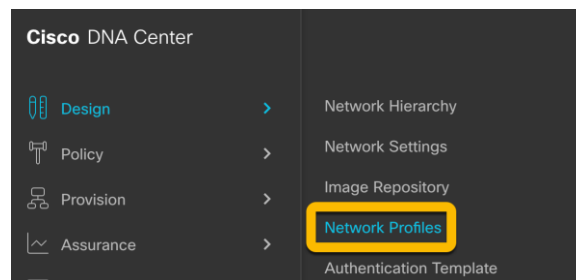 Cisco DNA Center
Design
Policy
Provision
Assurance
Network Hierarchy
Network Settings
Image Repository
Network Profiles
Authentication Template